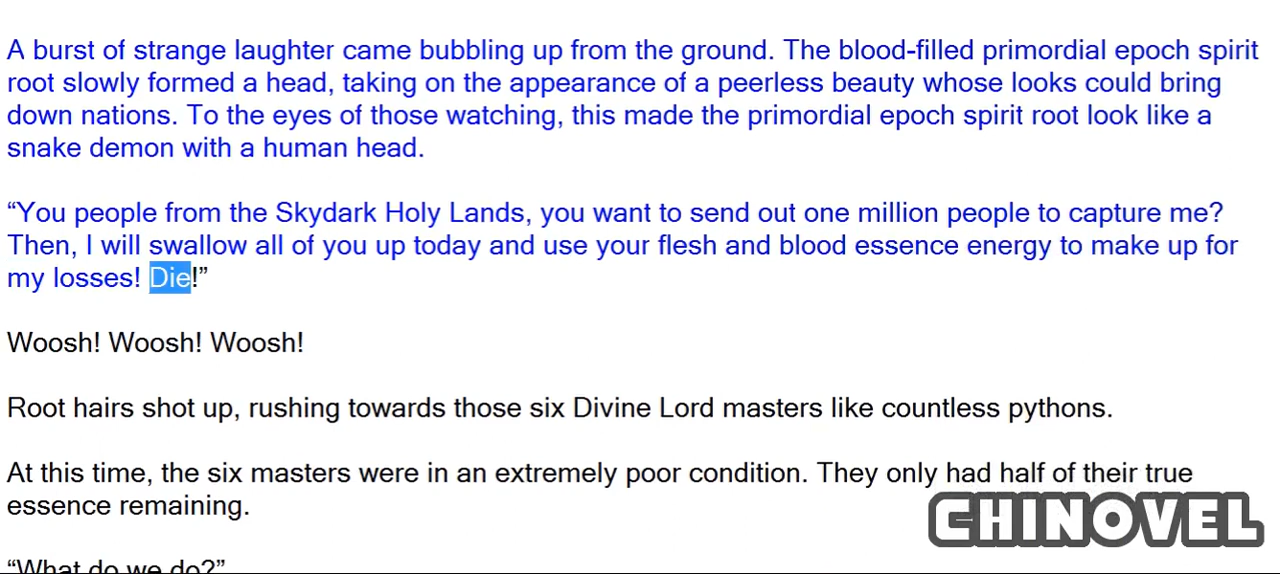 A burst of strange laughter came bubbling up from the ground. The blood-filled primordial epoch spirit
root slowly formed a head, taking on the appearance of a peerless beauty whose looks could bring
down nations. To the eyes of those watching, this made the primordial epoch spirit root look like a
snake demon with a human head.
“You people from the Skydark Holy Lands, you want to send out one million people to capture me?
Then, I will swallow all of you up today and use your flesh and blood essence energy to make up for
my losses! Die!”
Woosh! Woosh! Woosh!
Root hairs shot up, rushing towards those six Divine Lord masters like countless pythons.
At this time, the six masters were in an extremely poor condition. They only had half of their true
essence remaining.
CHINOVEL
“What do we do?”